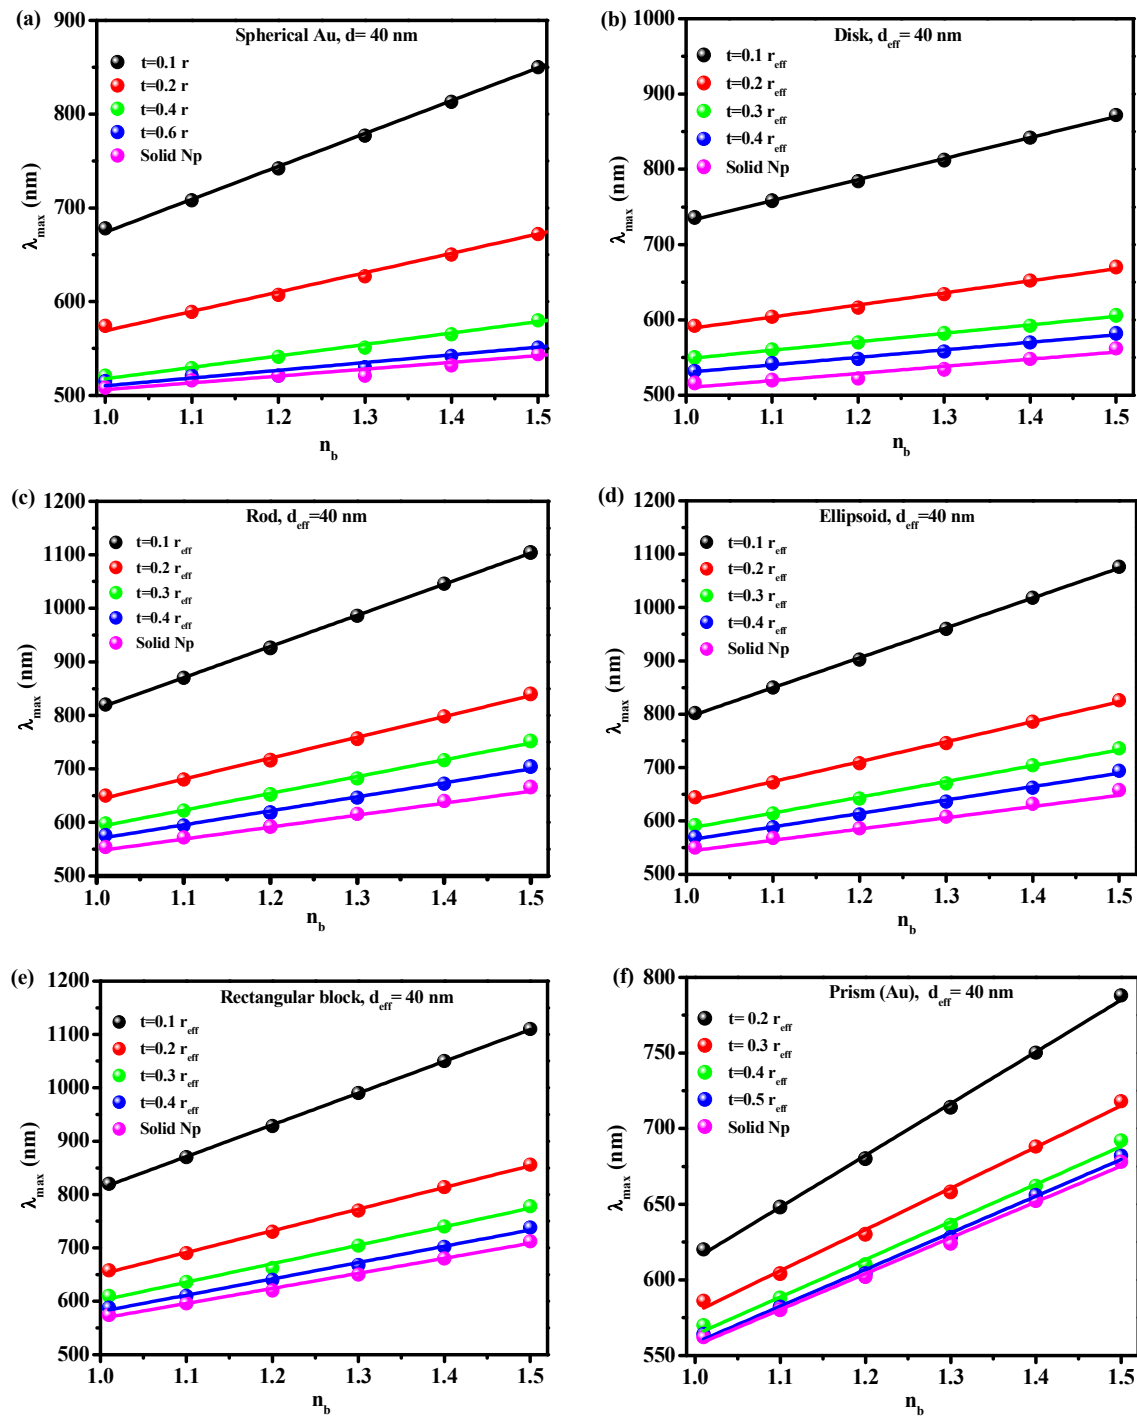 (a)
Spherical Au, d= 40 nm
t=0.1 r
t=0.2 r
t=0.4 r
t=0.6 r
Solid Np
900
800
700
600
500
λmax (nm)
1.0 1.1 1.2 1.3 1.4 1.5
nb
(b)
Disk, deff= 40 nm
t=0.1 reff
t=0.2 reff
t=0.3 reff
t=0.4 reff
Solid Np
1000
900
800
700
600
500
λmax (nm)
1.0 1.1 1.2 1.3 1.4 1.5
nb
(c)
Rod, deff=40 nm
t=0.1 reff
t=0.2 reff
t=0.3 reff
t=0.4 reff
Solid Np
1200
1100
1000
900
800
700
600
500
λmax (nm)
1.0 1.1 1.2 1.3 1.4 1.5
nb
(d)
Ellipsoid, deff=40 nm
t=0.1 reff
t=0.2 reff
t=0.3 reff
t=0.4 reff
Solid Np
1200
1100
1000
900
800
700
600
500
λmax (nm)
1.0 1.1 1.2 1.3 1.4 1.5
nb
(e)
Rectangular block, deff= 40 nm
t=0.1 reff
t=0.2 reff
t=0.3 reff
t=0.4 reff
Solid Np
1200
1100
1000
900
800
700
600
500
λmax (nm)
1.0 1.1 1.2 1.3 1.4 1.5
nb
(f)
Prism (Au), deff= 40 nm
t= 0.2 reff
t= 0.3 reff
t=0.4 reff
t=0.5 reff
Solid Np
800
750
700
650
600
550
λmax (nm)
1.0 1.1 1.2 1.3 1.4 1.5
nb